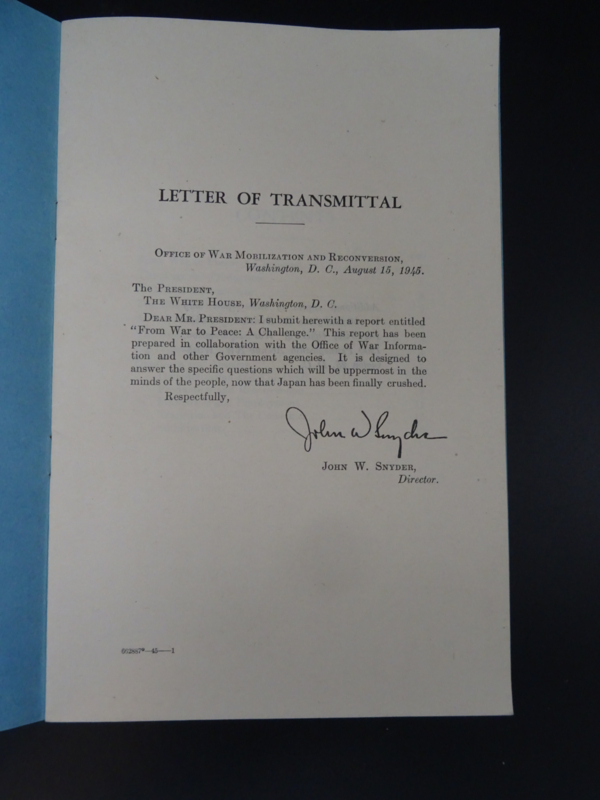 LETTER OF TRANSMITTAL
OFFICE OF WAR MOBILIZATION AND RECONVERSION,
Washington, D. C., August 15, 1945.
The PRESIDENT,
THE WHITE HOUSE, Washington, D. C.
DEAR MR. PRESIDENT: I submit herewith a report entitled
"From War to Peace: A Challenge." This report has been
prepared in collaboration with the Office of War Informa-
tion and other Government agencies. It is designed to
answer the specific questions which will be uppermost in the
minds of the people, now that Japan has been finally crushed.
Respectfully,
John W Snyder
JOHN W. SNYDER,
Director.